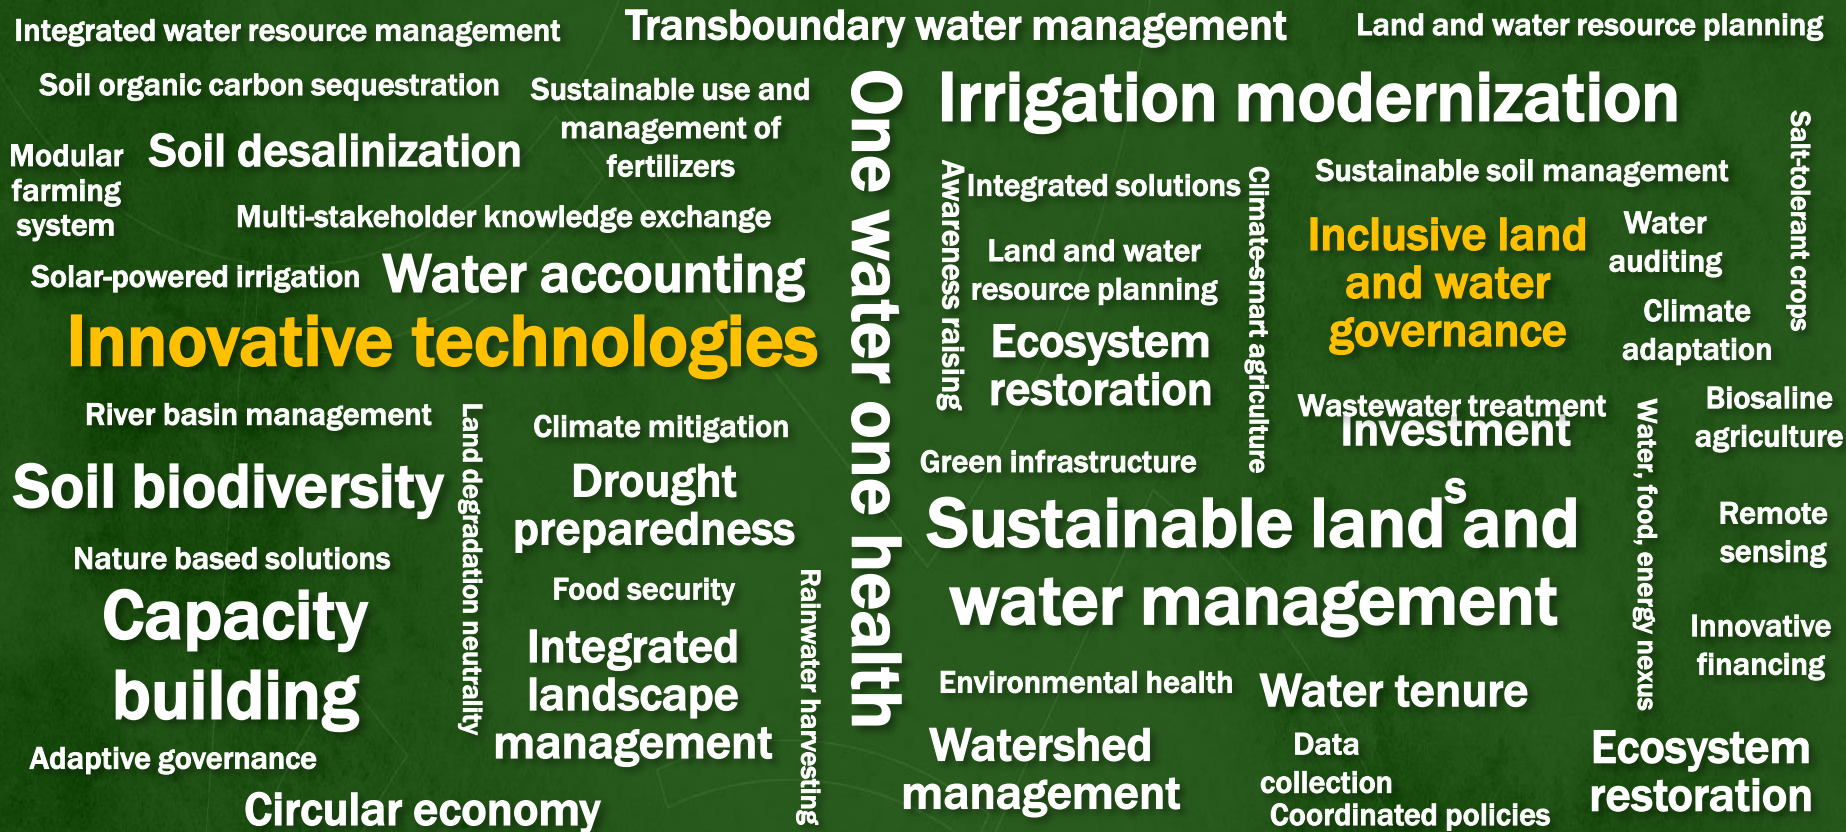 Integrated water resource management
Transboundary water management
Land and water resource planning
Soil organic carbon sequestration
Sustainable use and
management of
fertilizers
Modular
farming
system
Soil desalinization
Multi-stakeholder knowledge exchange
Solar-powered irrigation
Water accounting
Innovative technologies
River basin management
Land degradation neutrality
Climate mitigation
Soil biodiversity
Drought
preparedness
Nature based solutions
Food security
Capacity
building
Integrated
landscape
management
Rainwater harvesting
Adaptive governance
Circular economy
One water one health
Irrigation modernization
Salt-tolerant crops
Awareness raising
Integrated solutions
Climate-smart agriculture
Sustainable soil management
Land and water
resource planning
Inclusive land
and water
governance
Water
auditing
Climate
adaptation
Ecosystem
restoration
Wastewater treatment
Investment
s
Water, food, energy nexus
Biosaline
agriculture
Green infrastructure
Sustainable land and
water management
Remote
sensing
Innovative
financing
Environmental health
Water tenure
Watershed
management
Data
collection
Coordinated policies
Ecosystem
restoration